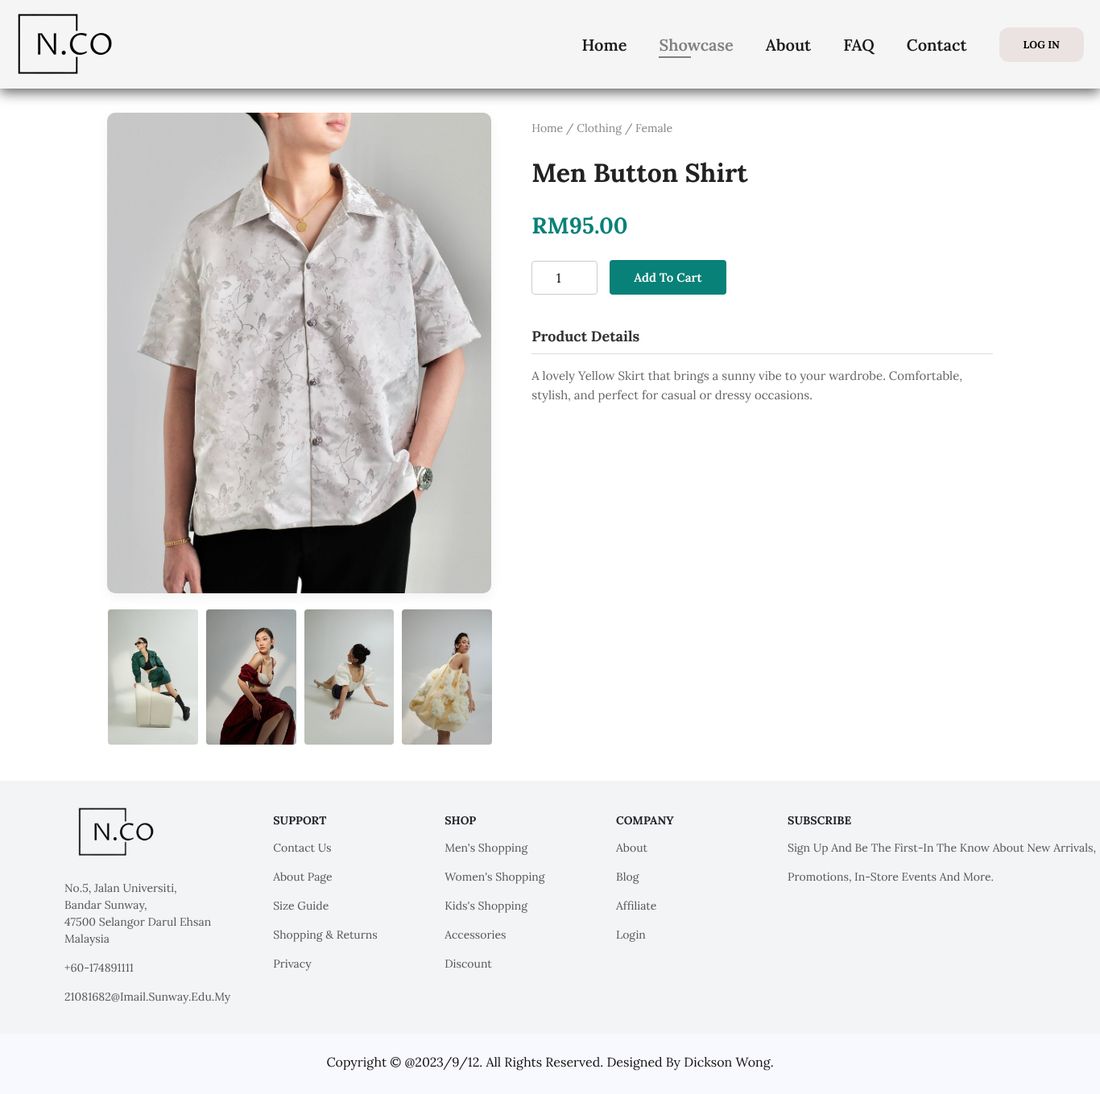 N.CO
Home
Showcase
About
FAQ
Contact
LOG IN
Home / Clothing / Female
Men Button Shirt
RM95.00
1
Add To Cart
Product Details
A lovely Yellow Skirt that brings a sunny vibe to your wardrobe. Comfortable,
stylish, and perfect for casual or dressy occasions.
N.CO
No.5, Jalan Universiti,
Bandar Sunway,
47500 Selangor Darul Ehsan
Malaysia
+60-174891111
21081682@Imail.Sunway.Edu.My
SUPPORT
Contact Us
About Page
Size Guide
Shopping & Returns
Privacy
SHOP
Men's Shopping
Women's Shopping
Kids's Shopping
Accessories
Discount
COMPANY
About
Blog
Affiliate
Login
SUBSCRIBE
Sign Up And Be The First-In The Know About New Arrivals,
Promotions, In-Store Events And More.
Copyright © @2023/9/12. All Rights Reserved. Designed By Dickson Wong.